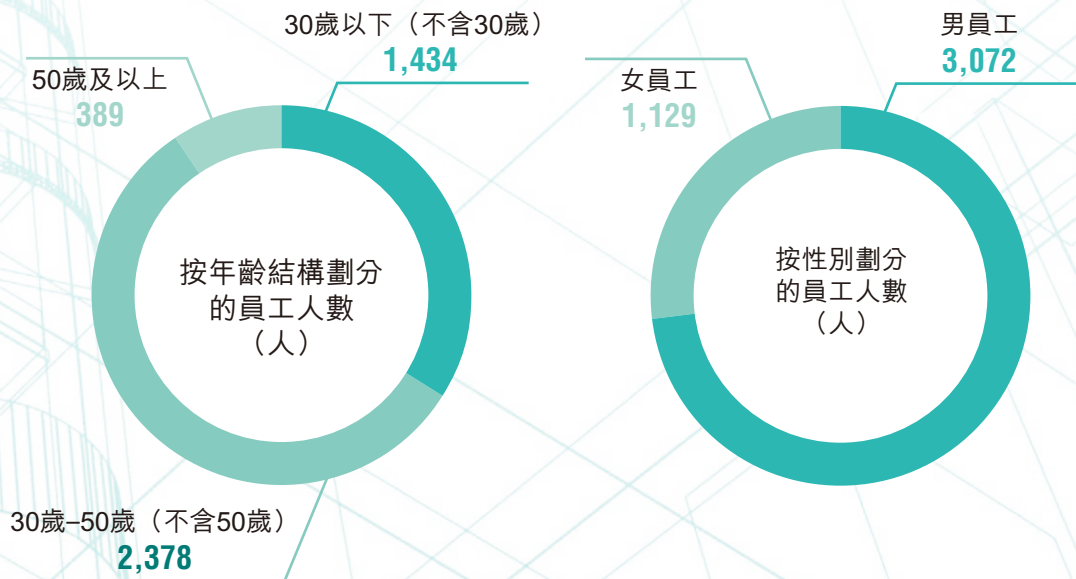 30歲以下（不含30歲）
1,434
50歲及以上
389
按年齡結構劃分
的員工人數
（人）
30歲–50歲（不含50歲）
2,378
男員工
3,072
女員工
1,129
按性別劃分
的員工人數
（人）